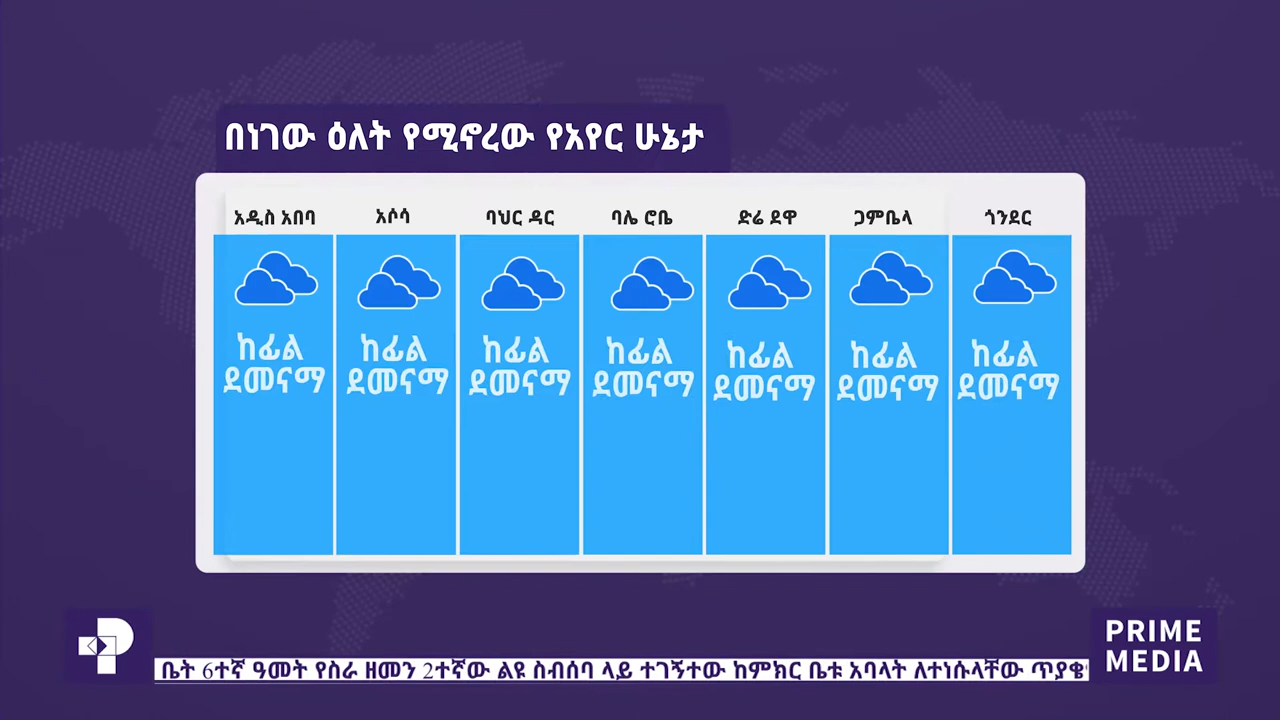 በነገው ዕለት የሚኖረው የአየር ሁኔታ
አዲስ አበባ
አሶሳ
ባህር ዳር
ባሌ ሮቤ
ድሬ ደዋ
ጋምቤላ
ጎንደር
ከፊል
ደመናማ
ከፊል
ደመናማ
ከፊል
ደመናማ
ከፊል
ደመናማ
ከፊል
ደመናማ
ከፊል
ደመናማ
ከፊል
ደመናማ
ቤት 6ተኛ ዓመት የስራ ዘመን 2ተኛው ልዩ ስብሰባ ላይ ተገኝተው ከምክር ቤቱ አባላት ለተነሱላቸው ጥያቄ
PRIME
MEDIA